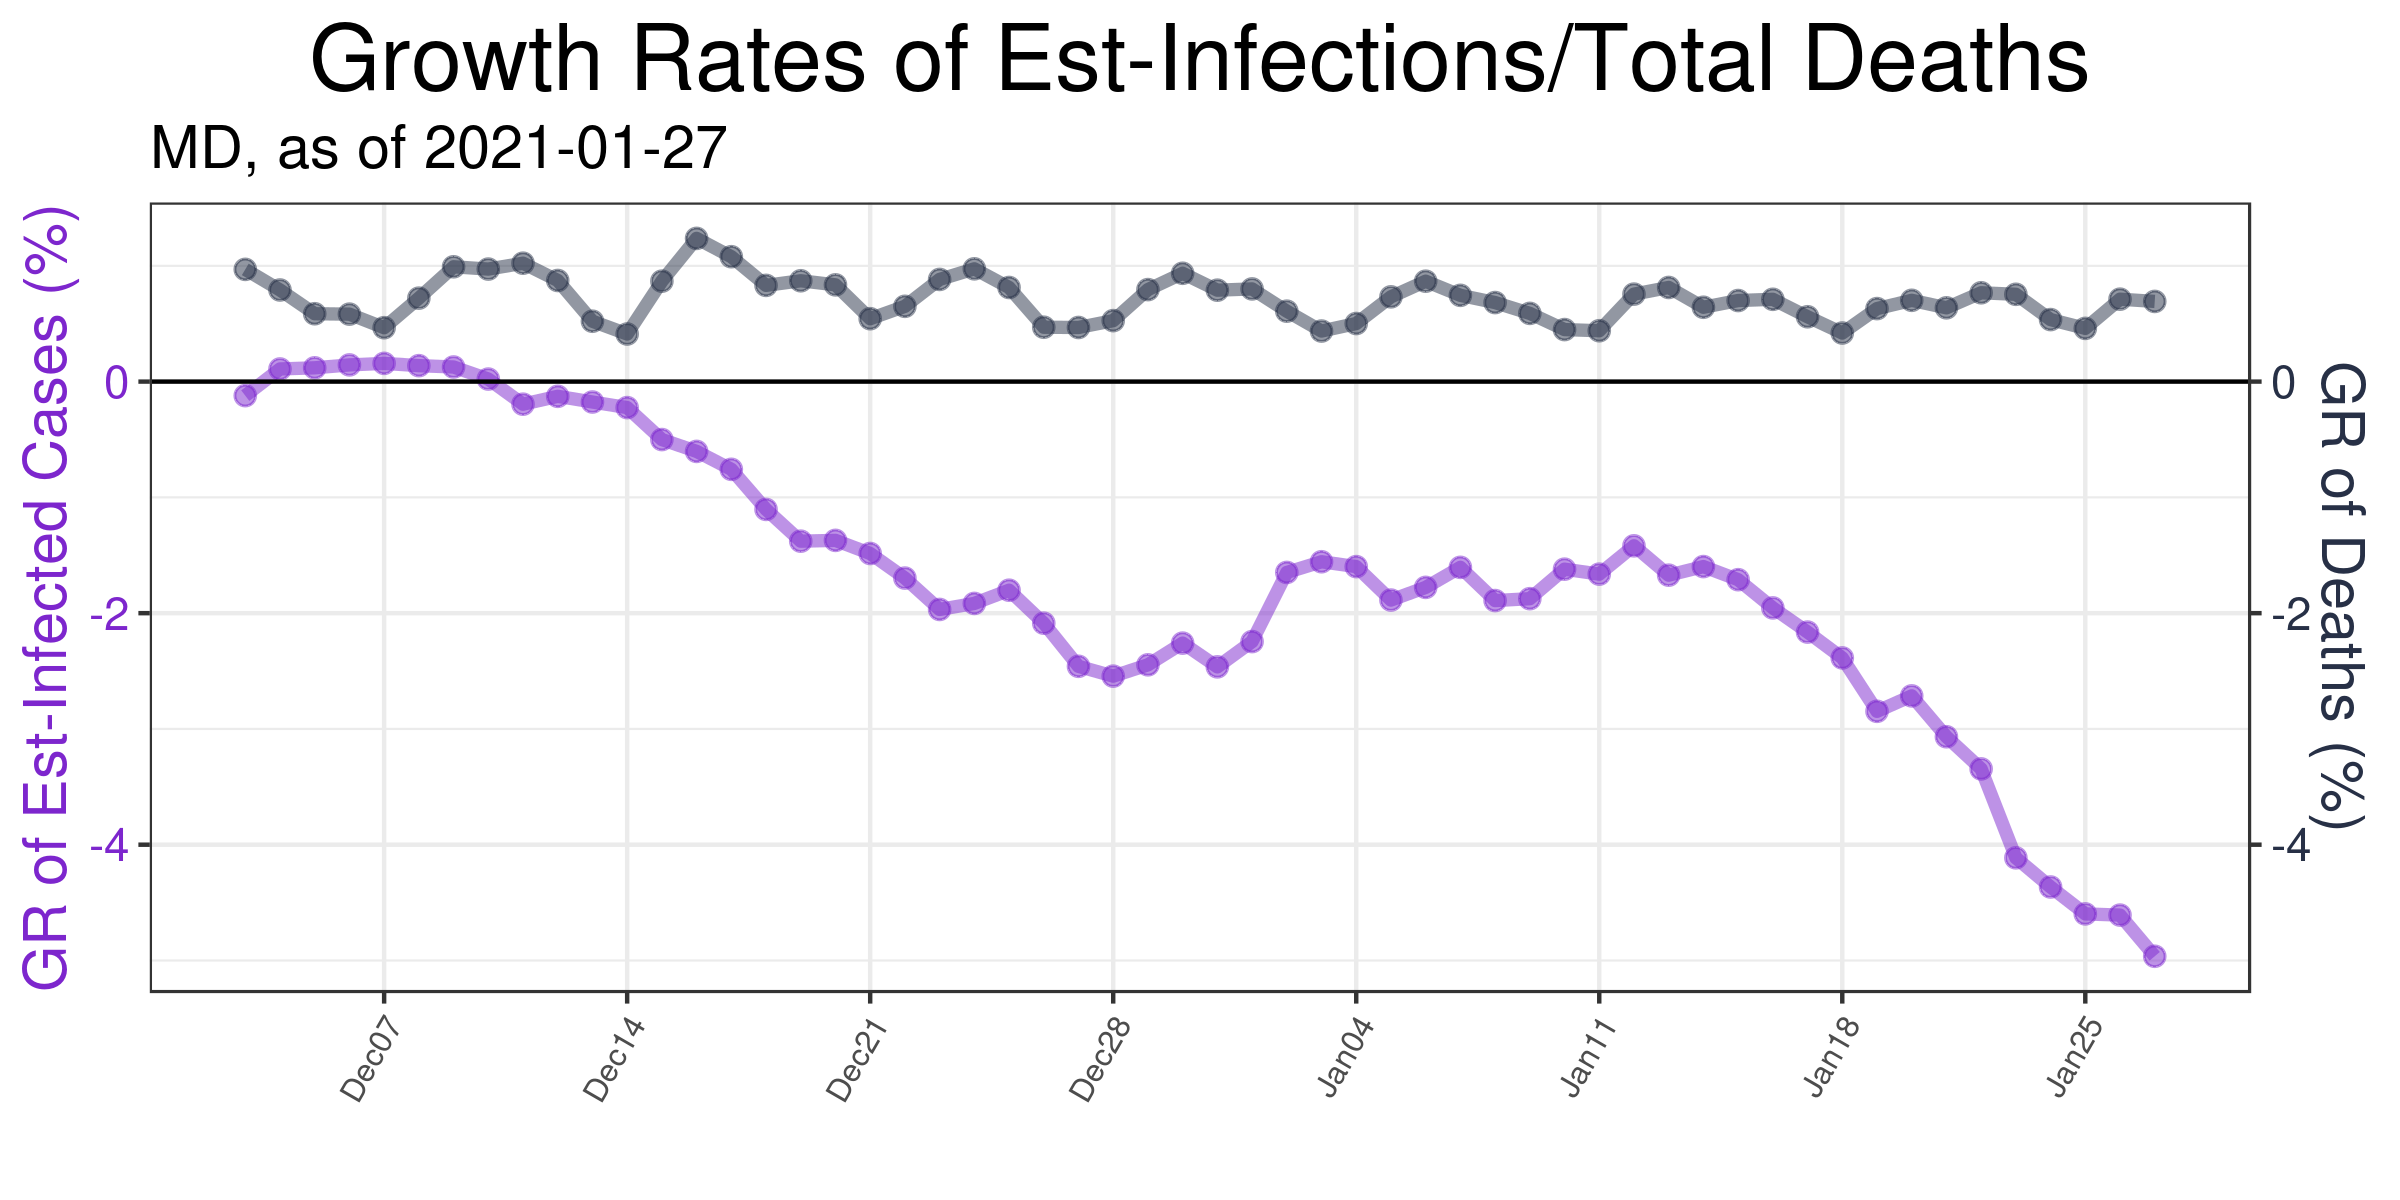 Growth Rates of Est-Infections/Total Deaths
MD, as of 2021-01-27
GR of Est-Infected Cases (%)
0
-2
-4
0
-2
-4
GR of Deaths (%)
Dec07
Dec14
Dec21
Dec28
Jan04
Jan11
Jan18
Jan25